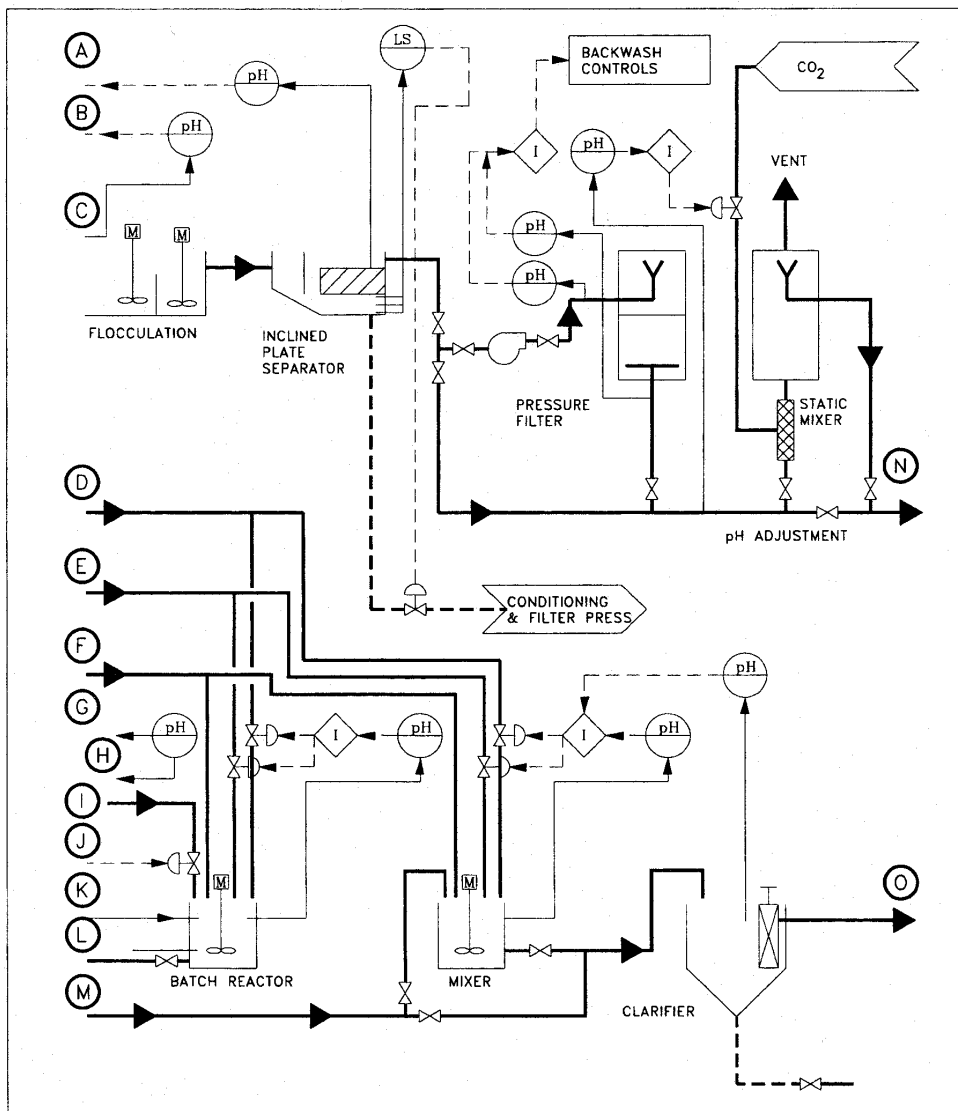 A
LS
BACKWASH
CONTROLS
CO2
pH
B
pH
I
pH
I
VENT
C
M
M
pH
pH
FLOCCULATION
INCLINED
PLATE
SEPARATOR
PRESSURE
FILTER
STATIC
MIXER
N
D
pH ADJUSTMENT
E
CONDITIONING
& FILTER PRESS
F
pH
G
pH
I
pH
I
pH
H
I
J
K
M
M
O
L
BATCH REACTOR
MIXER
M
CLARIFIER